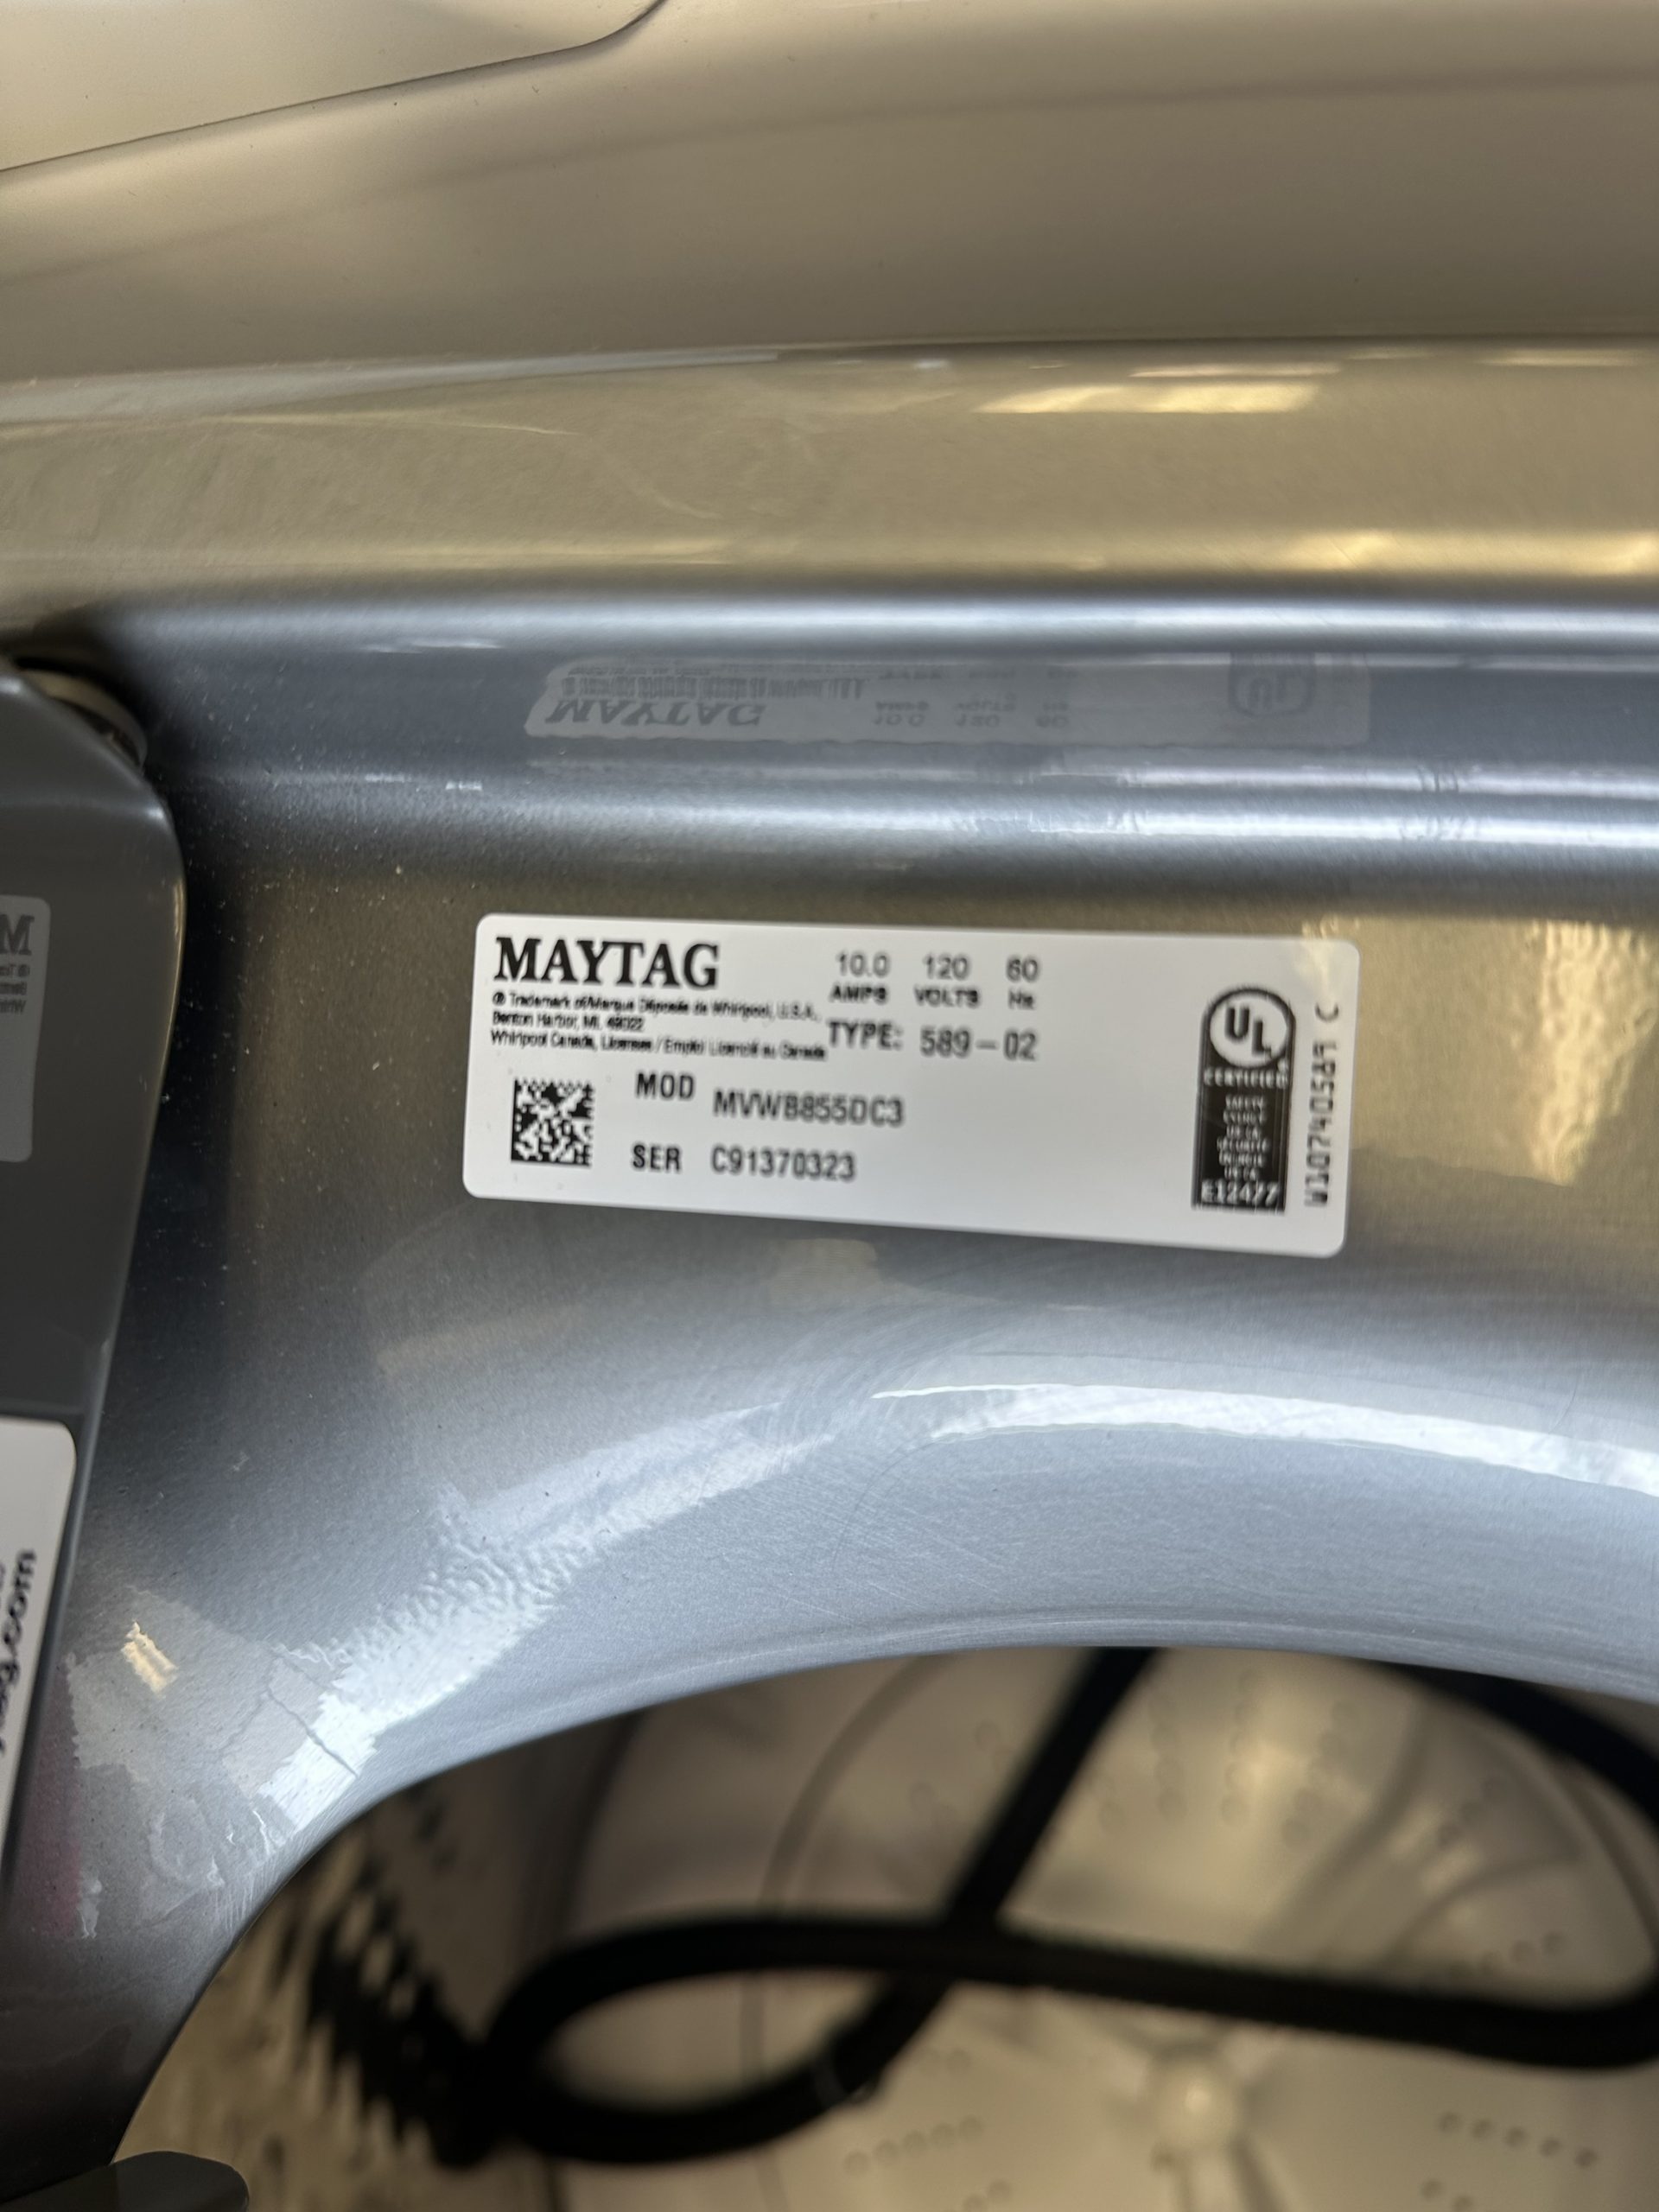 MAYTAG
10.0 120 60
AMPS VOLTS Hz
® Trademark of/Marque Déposée de Whirlpool, U.S.A.,
Benton Harbor, MI. 49022
Whirlpool Canada, Licensee / Emploi Licencié au Canada
TYPE: 589-02
MOD MVWB855DC3
SER C91370323
UL
CERTIFIED
E12477
W10740589 C
.com